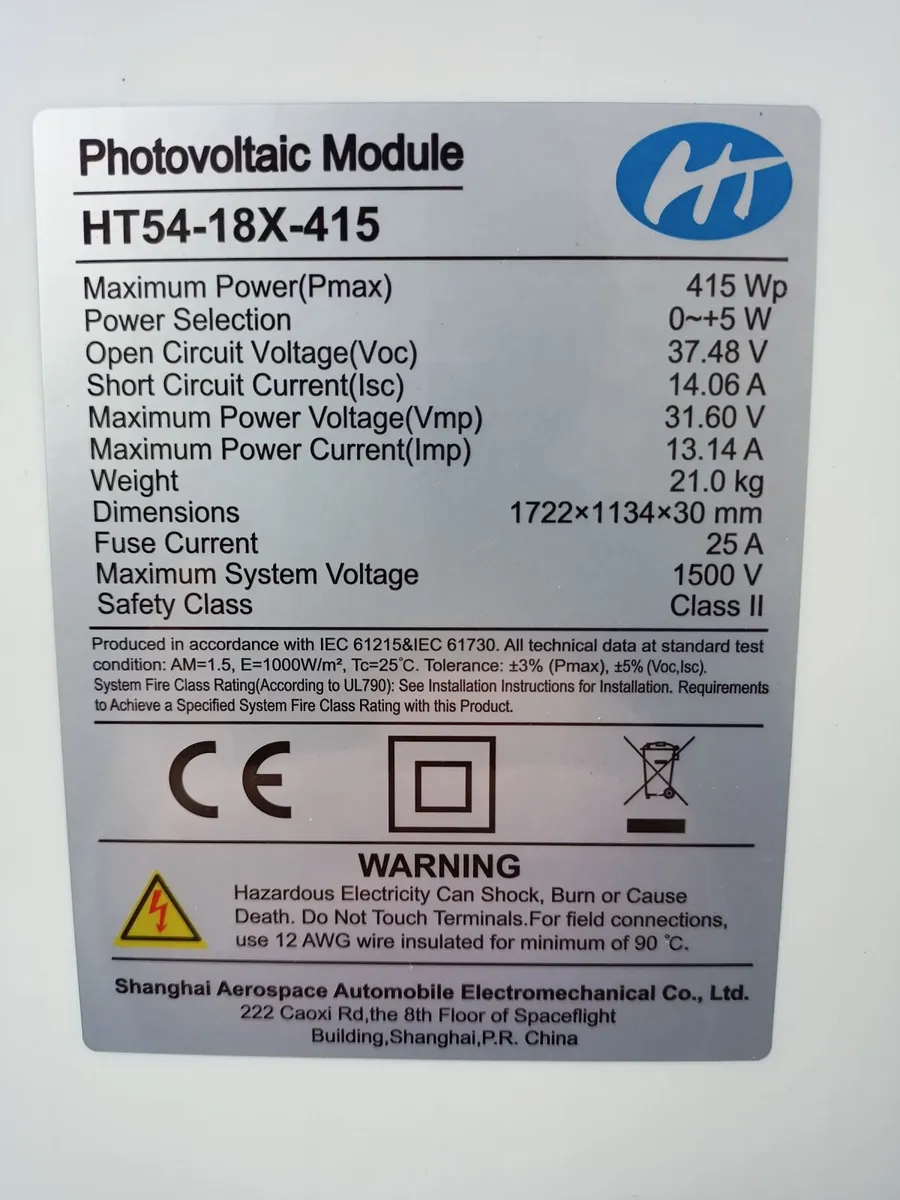 Photovoltaic Module
HT
HT54-18X-415
Maximum Power(Pmax) 415 Wp
Power Selection 0~+5 W
Open Circuit Voltage(Voc) 37.48 V
Short Circuit Current(Isc) 14.06 A
Maximum Power Voltage(Vmp) 31.60 V
Maximum Power Current(Imp) 13.14 A
Weight 21.0 kg
Dimensions 1722×1134×30 mm
Fuse Current 25 A
Maximum System Voltage 1500 V
Safety Class Class II
Produced in accordance with IEC 61215&IEC 61730. All technical data at standard test
condition: AM=1.5, E=1000W/m², Tc=25℃. Tolerance: ±3% (Pmax), ±5% (Voc,Isc).
System Fire Class Rating(According to UL790): See Installation Instructions for Installation. Requirements
to Achieve a Specified System Fire Class Rating with this Product.
CE
WARNING
Hazardous Electricity Can Shock, Burn or Cause
Death. Do Not Touch Terminals.For field connections,
use 12 AWG wire insulated for minimum of 90 ℃.
Shanghai Aerospace Automobile Electromechanical Co., Ltd.
222 Caoxi Rd,the 8th Floor of Spaceflight
Building,Shanghai,P.R. China